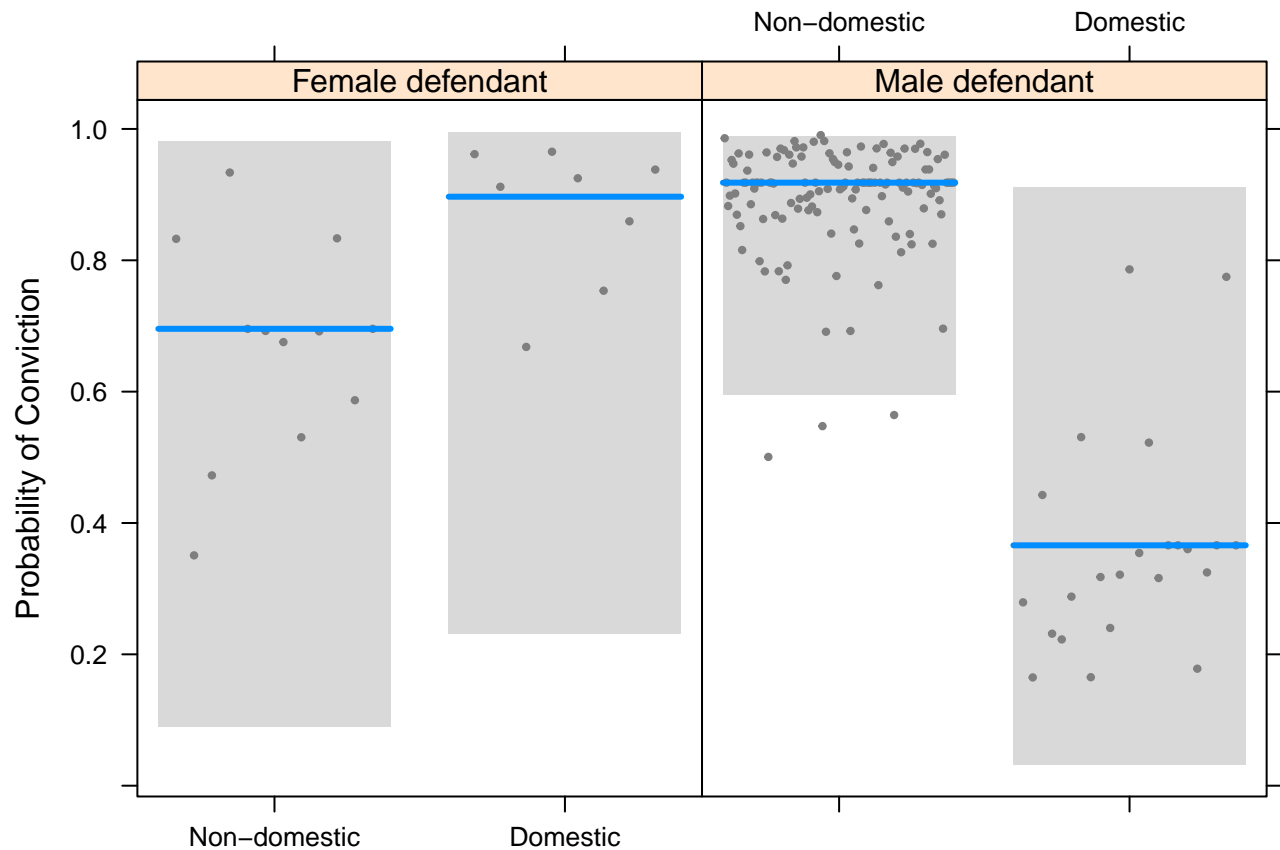 Non−domestic Domestic
Female defendant Male defendant
Probability of Conviction
1.0
0.8
0.6
0.4
0.2
Non−domestic Domestic